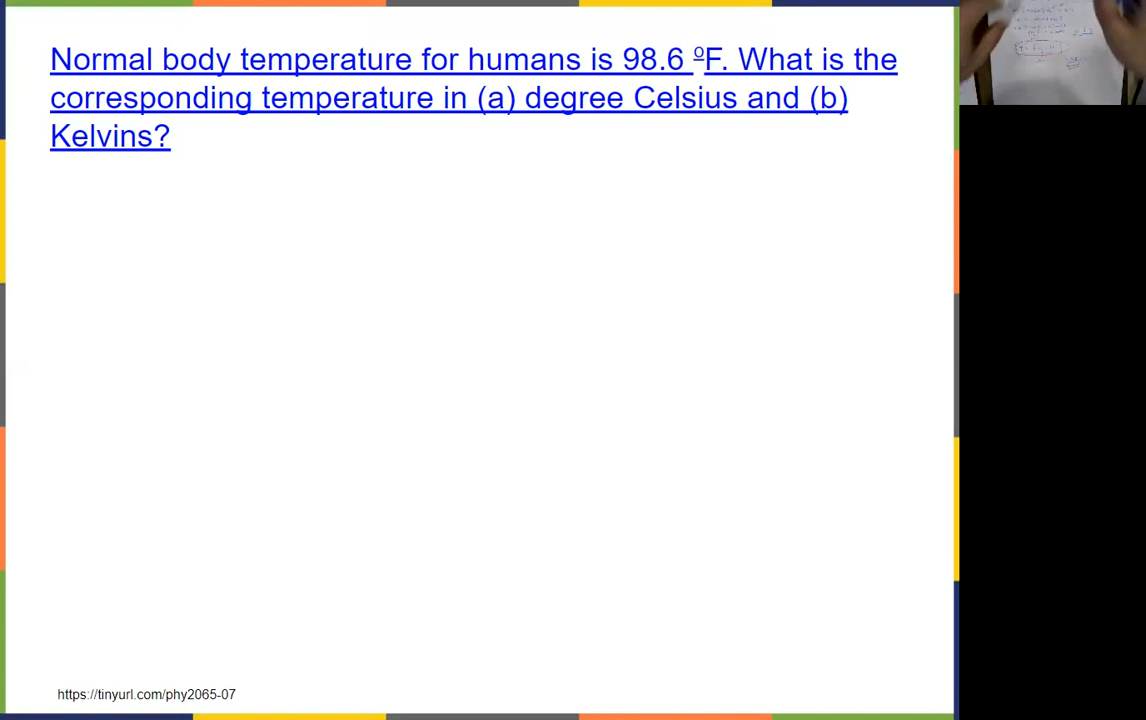 Normal body temperature for humans is 98.6 ºF. What is the
corresponding temperature in (a) degree Celsius and (b)
Kelvins?
https://tinyurl.com/phy2065-07